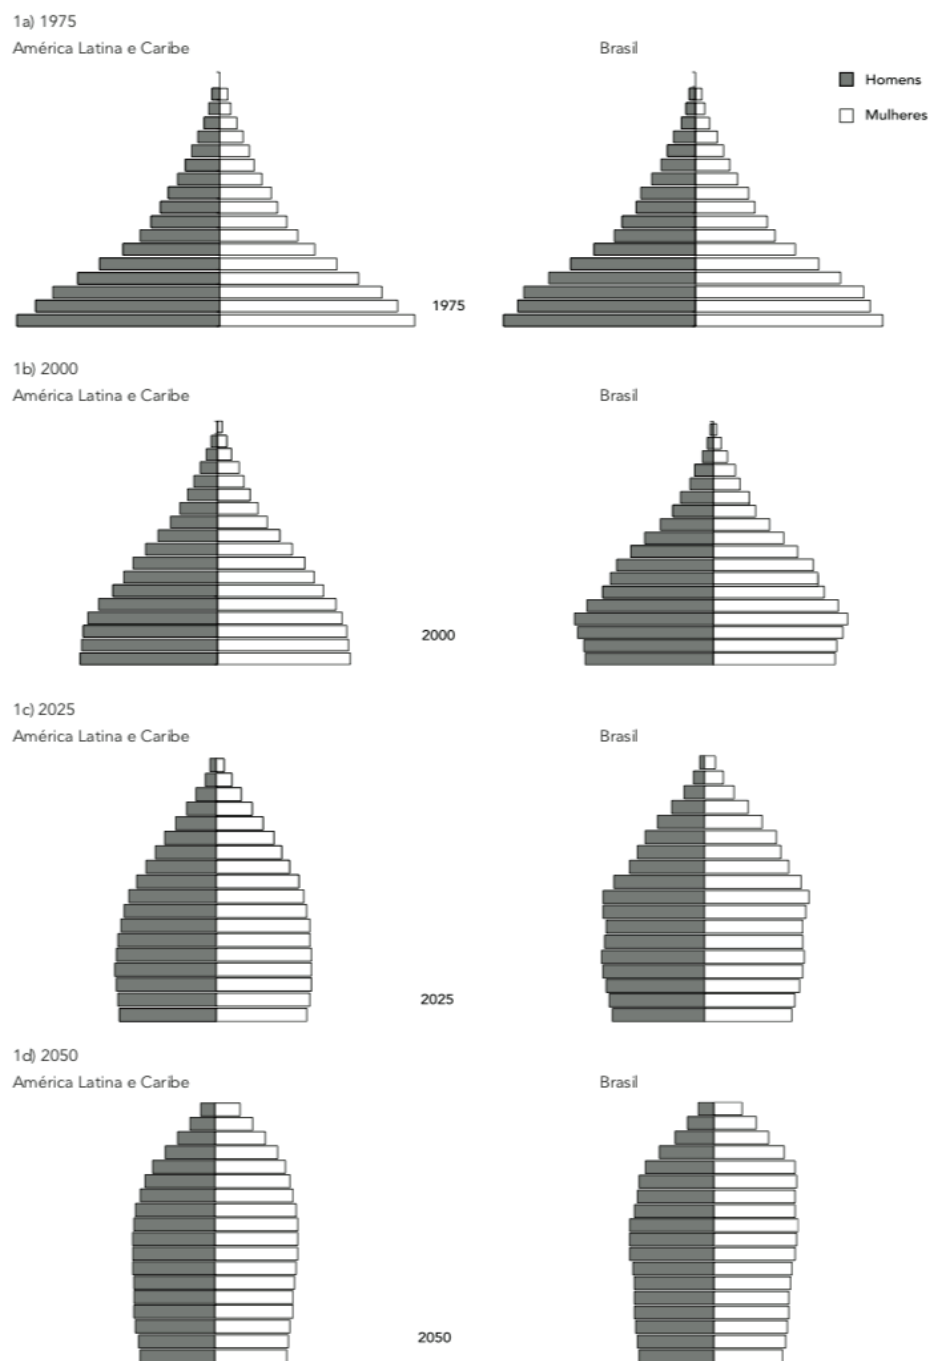 1a) 1975
América Latina e Caribe
Brasil
Homens
Mulheres
1975
1b) 2000
América Latina e Caribe
Brasil
2000
1c) 2025
América Latina e Caribe
Brasil
2025
1d) 2050
América Latina e Caribe
Brasil
2050